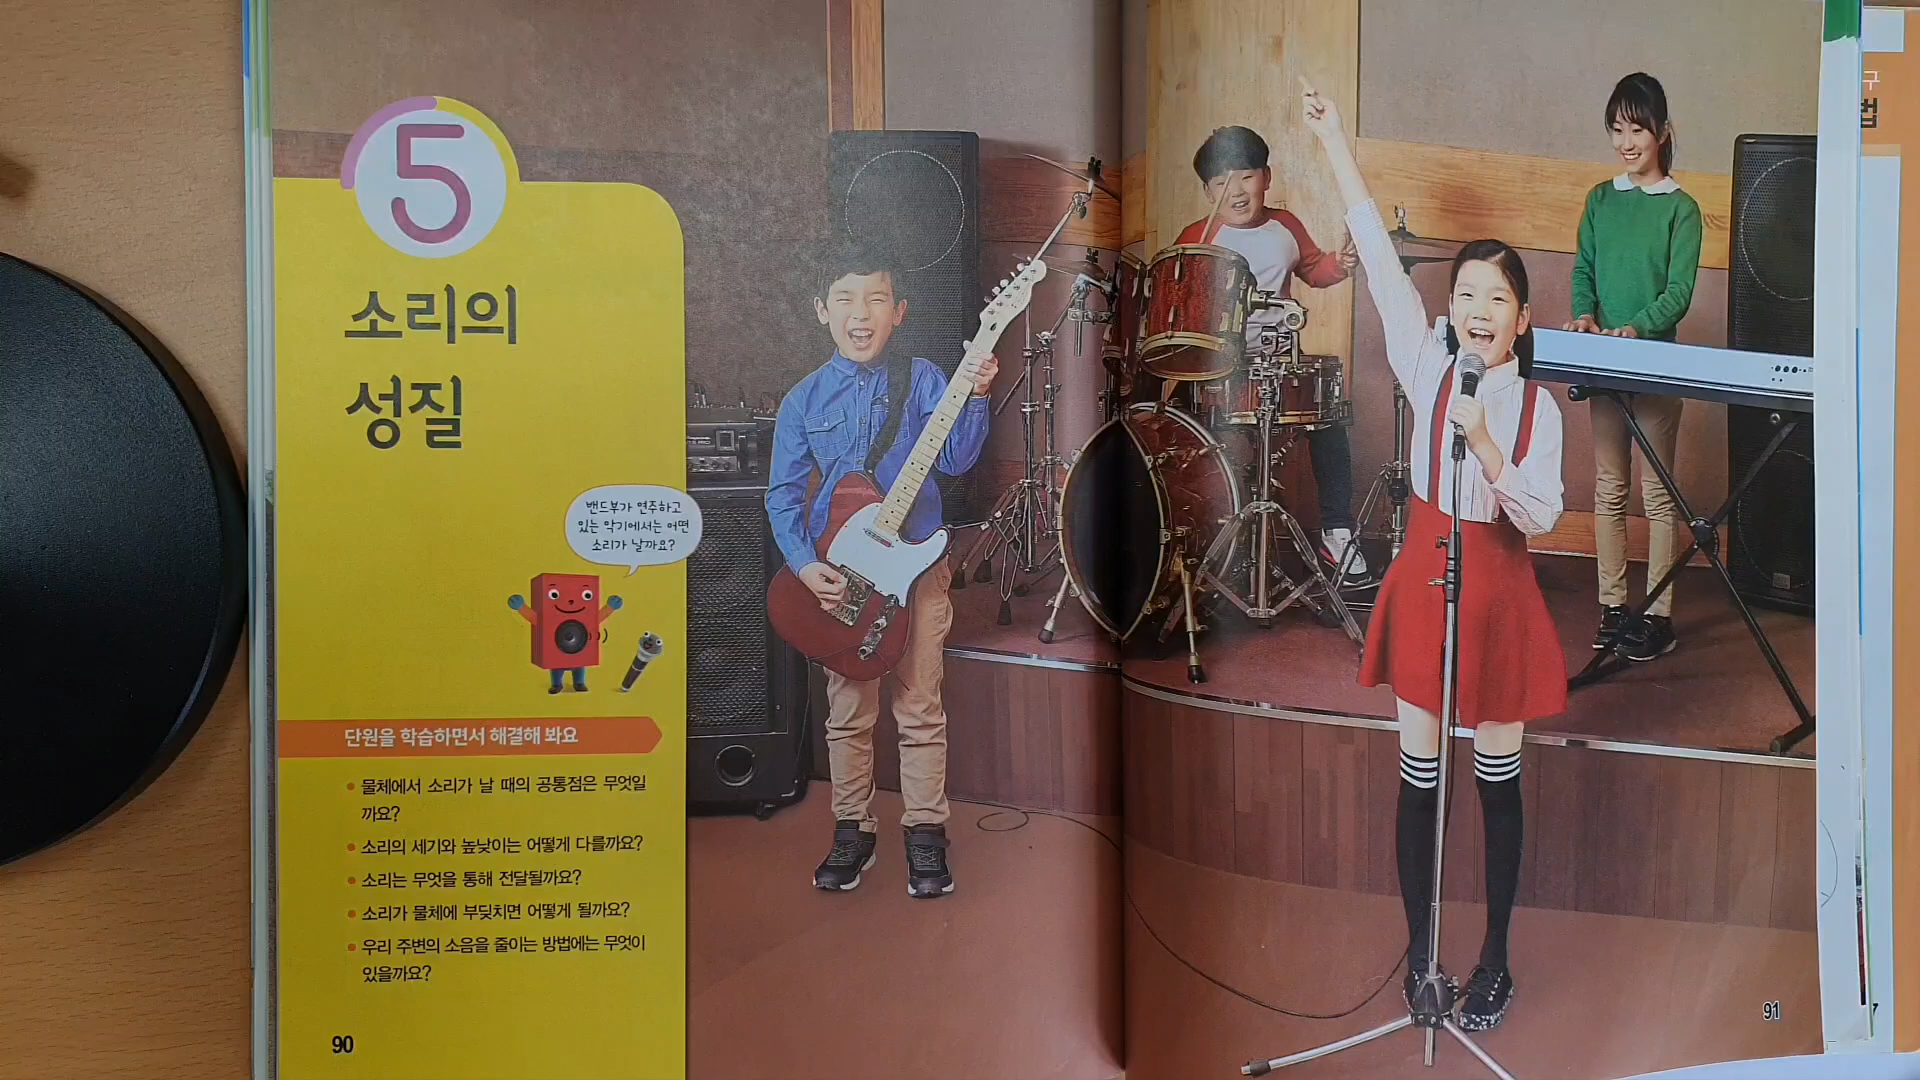 5
소리의
성질
밴드부가 연주하고
있는 악기에서는 어떤
소리가 날까요?
단원을 학습하면서 해결해 봐요
• 물체에서 소리가 날 때의 공통점은 무엇일
까요?
• 소리의 세기와 높낮이는 어떻게 다를까요?
• 소리는 무엇을 통해 전달될까요?
• 소리가 물체에 부딪치면 어떻게 될까요?
• 우리 주변의 소음을 줄이는 방법에는 무엇이
있을까요?
90
91
구
법
7